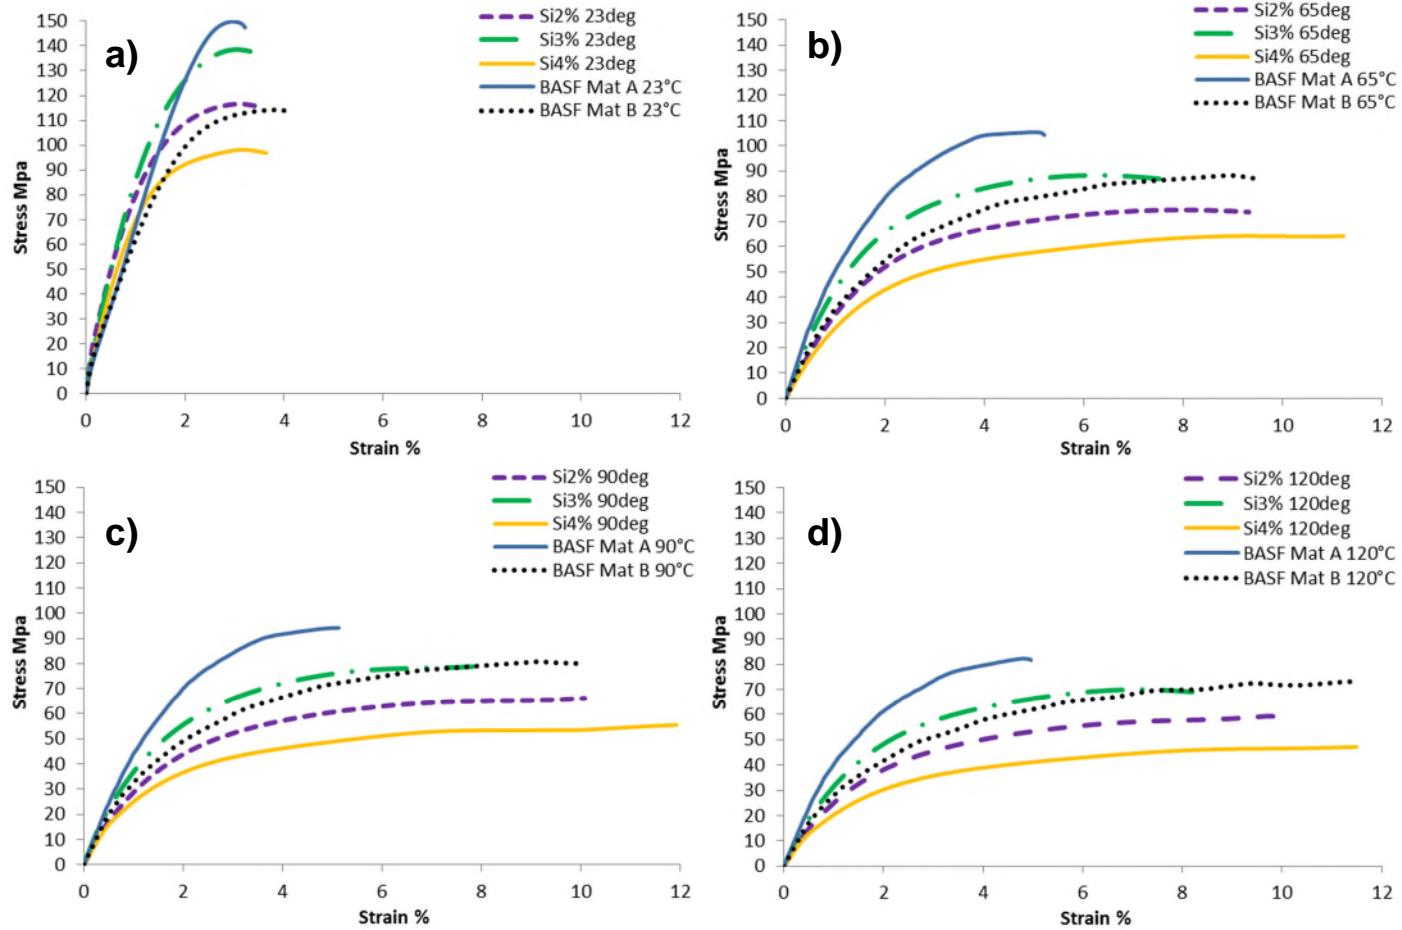 a)
Si2% 23deg
Si3% 23deg
Si4% 23deg
BASF Mat A 23°C
BASF Mat B 23°C
Stress Mpa
150
140
130
120
110
100
90
80
70
60
50
40
30
20
10
0
0 2 4 6 8 10 12
Strain %
b)
Si2% 65deg
Si3% 65deg
Si4% 65deg
BASF Mat A 65°C
BASF Mat B 65°C
Stress Mpa
150
140
130
120
110
100
90
80
70
60
50
40
30
20
10
0
0 2 4 6 8 10 12
Strain %
c)
Si2% 90deg
Si3% 90deg
Si4% 90deg
BASF Mat A 90°C
BASF Mat B 90°C
Stress Mpa
150
140
130
120
110
100
90
80
70
60
50
40
30
20
10
0
0 2 4 6 8 10 12
Strain %
d)
Si2% 120deg
Si3% 120deg
Si4% 120deg
BASF Mat A 120°C
BASF Mat B 120°C
Stress Mpa
150
140
130
120
110
100
90
80
70
60
50
40
30
20
10
0
0 2 4 6 8 10 12
Strain %